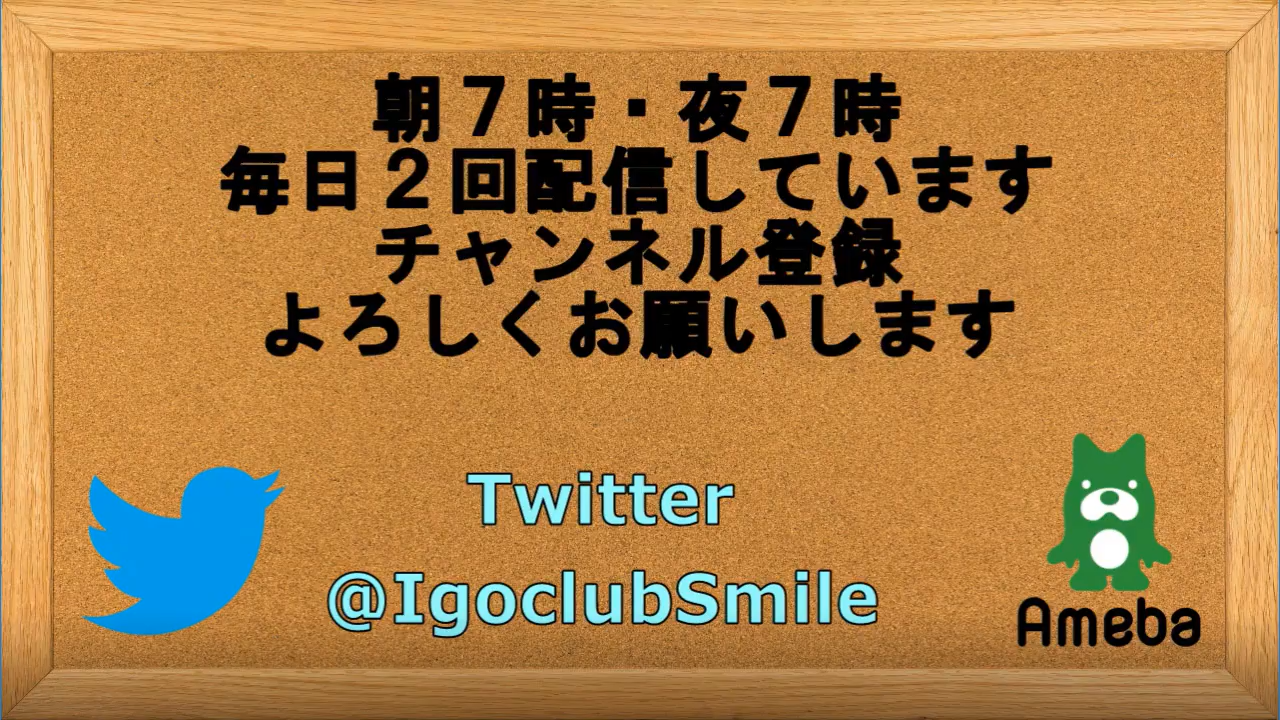 朝７時・夜７時
毎日２回配信しています
チャンネル登録
よろしくお願いします
Twitter
@IgoclubSmile
Ameba